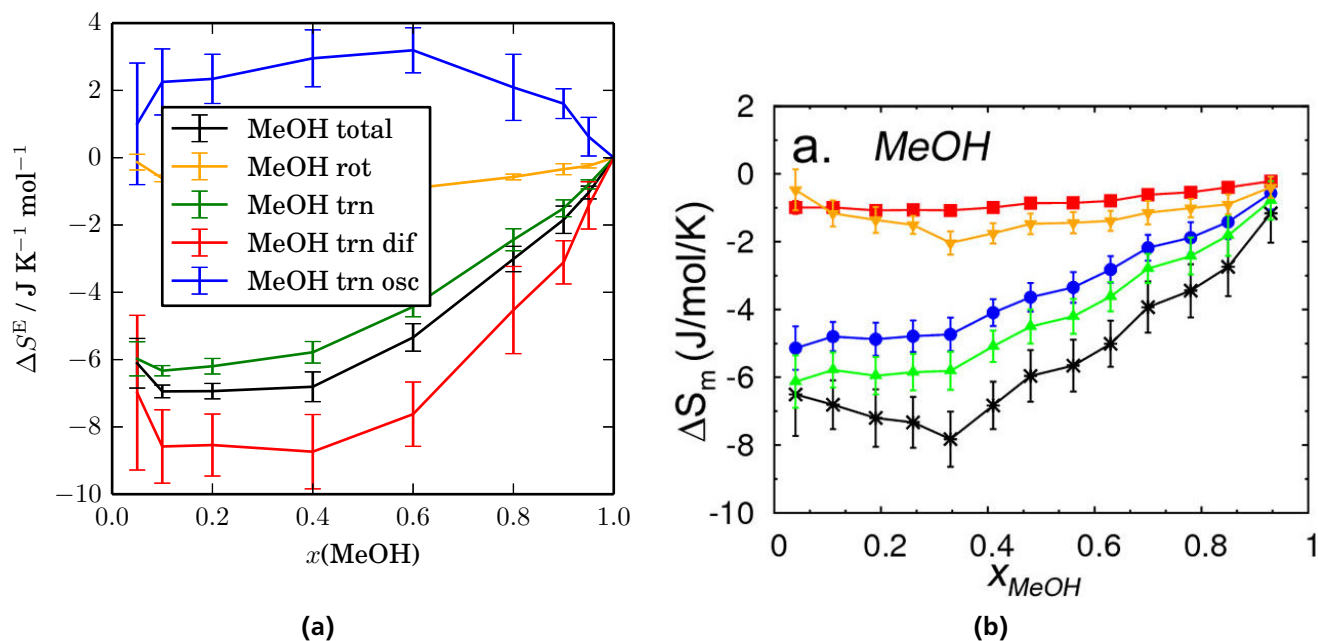 4
2
0
−2
−4
−6
−8
−10
ΔS^E / J K⁻¹ mol⁻¹
MeOH total
MeOH rot
MeOH trn
MeOH trn dif
MeOH trn osc
0.0 0.2 0.4 0.6 0.8 1.0
x(MeOH)
(a)
a. MeOH
2
0
-2
-4
-6
-8
-10
ΔS_m (J/mol/K)
0 0.2 0.4 0.6 0.8 1
x_MeOH
(b)